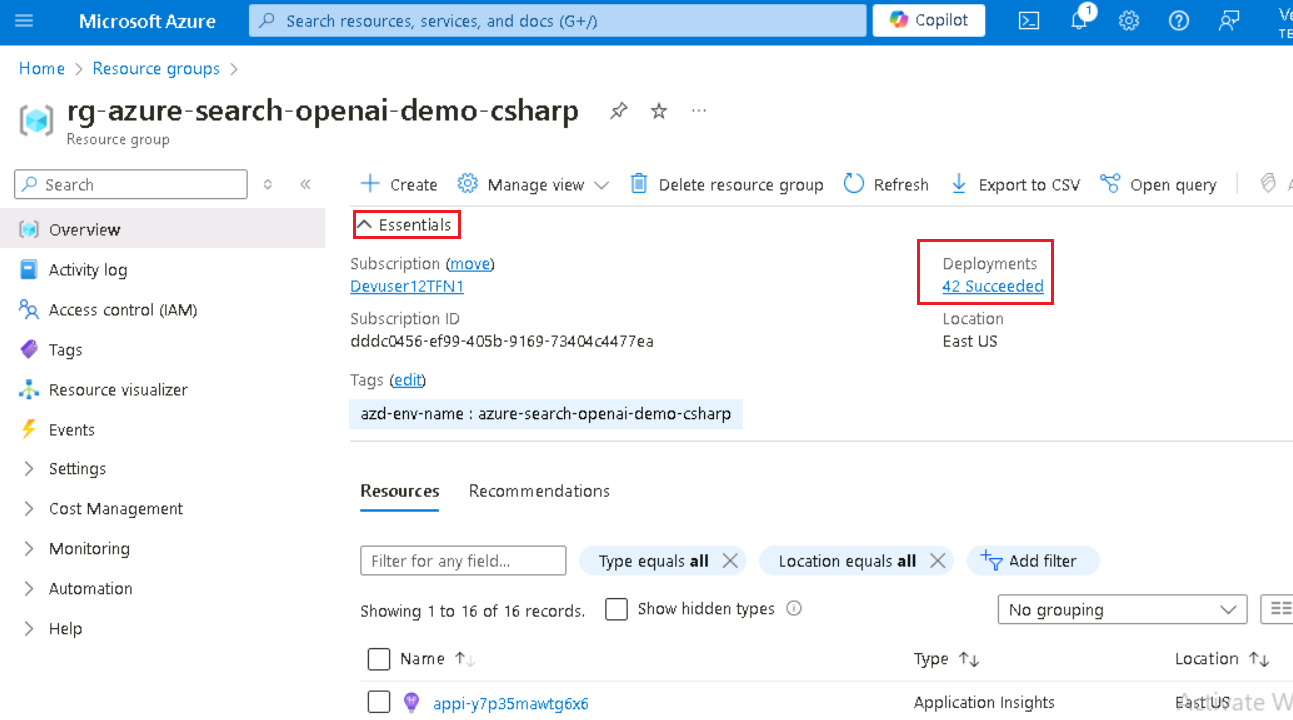 Microsoft Azure
Search resources, services, and docs (G+/)
Copilot
1
Home > Resource groups >
rg-azure-search-openai-demo-csharp
Resource group
Search
Create
Manage view
Delete resource group
Refresh
Export to CSV
Open query
Overview
Activity log
Access control (IAM)
Tags
Resource visualizer
Events
Settings
Cost Management
Monitoring
Automation
Help
Essentials
Subscription (move)
Devuser12TFN1
Subscription ID
dddc0456-ef99-405b-9169-73404c4477ea
Deployments
42 Succeeded
Location
East US
Tags (edit)
azd-env-name : azure-search-openai-demo-csharp
Resources
Recommendations
Filter for any field...
Type equals all
Location equals all
Add filter
Showing 1 to 16 of 16 records.
Show hidden types
No grouping
Name
Type
Location
appi-y7p35mawtg6x6
Application Insights
East US
Activate W